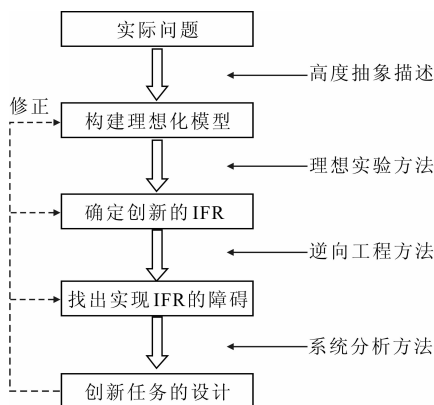 实际问题
高度抽象描述
修正
构建理想化模型
理想实验方法
确定创新的IFR
逆向工程方法
找出实现IFR的障碍
系统分析方法
创新任务的设计